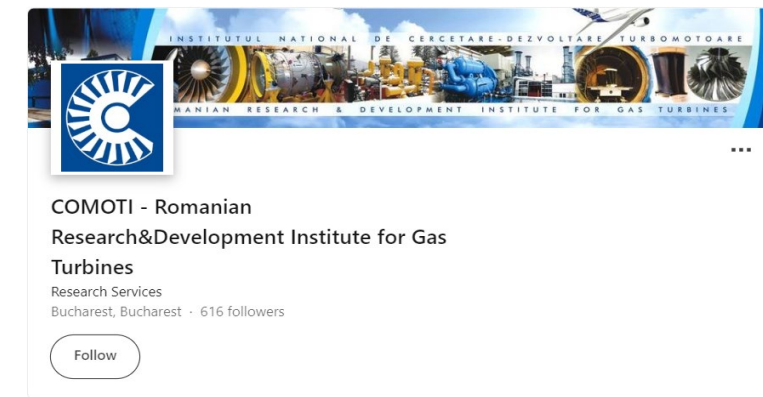 INSTITUTUL NATIONAL DE CERCETARE-DEZVOLTARE TURBOMOTOARE
MANIAN RESEARCH & DEVELOPMENT INSTITUTE FOR GAS TURBINES
COMOTI - Romanian
Research&Development Institute for Gas
Turbines
Research Services
Bucharest, Bucharest · 616 followers
Follow